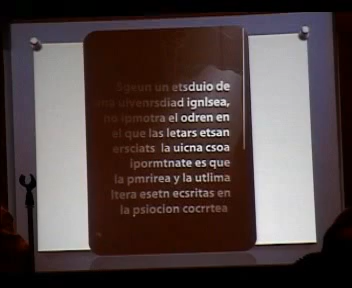 Sgeun un etsduio de
una uivenrsdiad ignlsea,
no ipmotra el odren en
el que las letars etsan
ersciats la uicna csoa
ipormtnate es que
la pmrirea y la utlima
ltera esetn ecsritas en
la psiocion cocrrtea